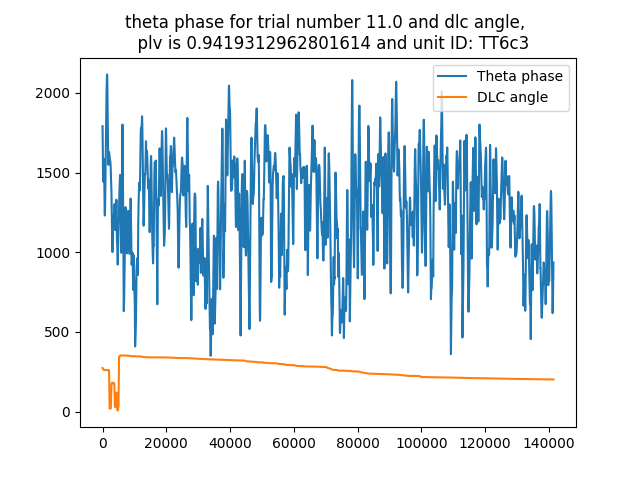 theta phase for trial number 11.0 and dlc angle,
plv is 0.9419312962801614 and unit ID: TT6c3
Theta phase
DLC angle
2000
1500
1000
500
0
0 20000 40000 60000 80000 100000 120000 140000